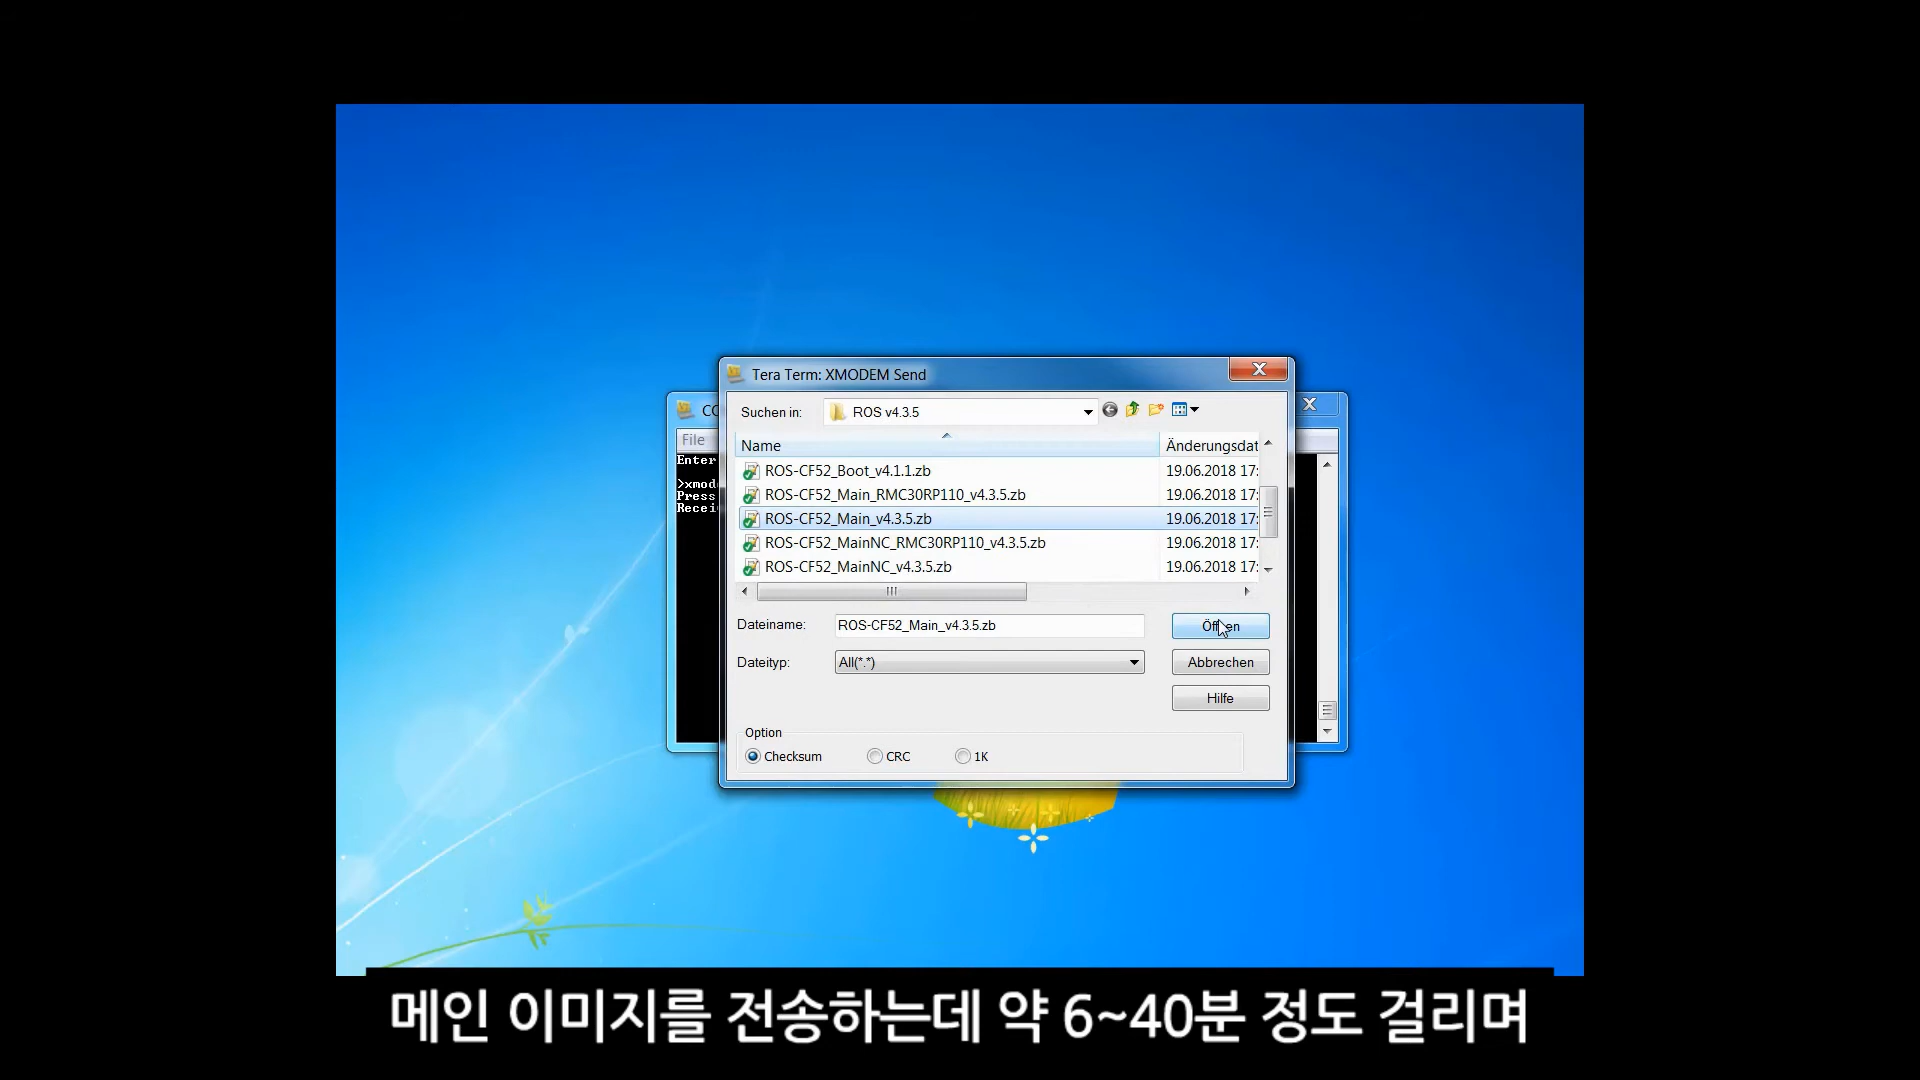 Tera Term: XMODEM Send
Suchen in: ROS v4.3.5
Name Änderungsdat
ROS-CF52_Boot_v4.1.1.zb 19.06.2018 17:
ROS-CF52_Main_RMC30RP110_v4.3.5.zb 19.06.2018 17:
ROS-CF52_Main_v4.3.5.zb 19.06.2018 17:
ROS-CF52_MainNC_RMC30RP110_v4.3.5.zb 19.06.2018 17:
ROS-CF52_MainNC_v4.3.5.zb 19.06.2018 17:
Dateiname: ROS-CF52_Main_v4.3.5.zb Öffnen
Dateityp: All(*.*) Abbrechen
Hilfe
Option
Checksum CRC 1K
CO
File
Enter
>xmod
Press
Recei
메인 이미지를 전송하는데 약 6~40분 정도 걸리며